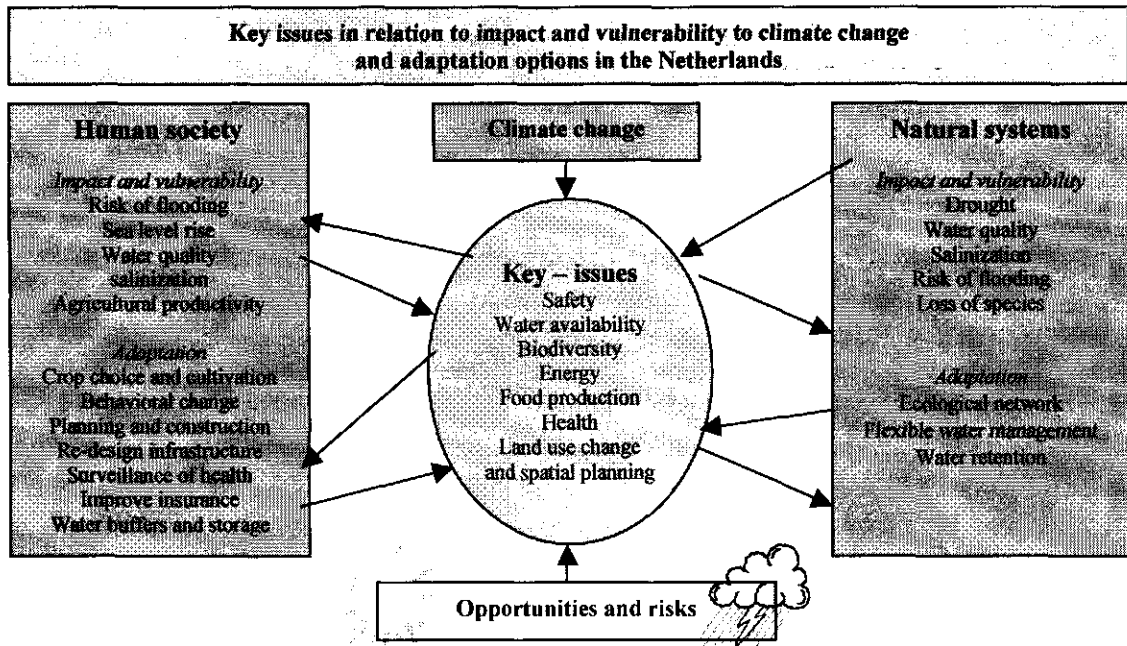 Key issues in relation to impact and vulnerability to climate change
and adaptation options in the Netherlands
Human society
Impact and vulnerability
Risk of flooding
Sea level rise
Water quality
salinization
Agricultural productivity
Adaptation
Crop choice and cultivation
Behavioral change
Planning and construction
Re-design infrastructure
Surveillance of health
Improve insurance
Water buffers and storage
Climate change
Key – issues
Safety
Water availability
Biodiversity
Energy
Food production
Health
Land use change
and spatial planning
Opportunities and risks
Natural systems
Impact and vulnerability
Drought
Water quality
Salinization
Risk of flooding
Loss of species
Adaptation
Ecological network
Flexible water management
Water retention